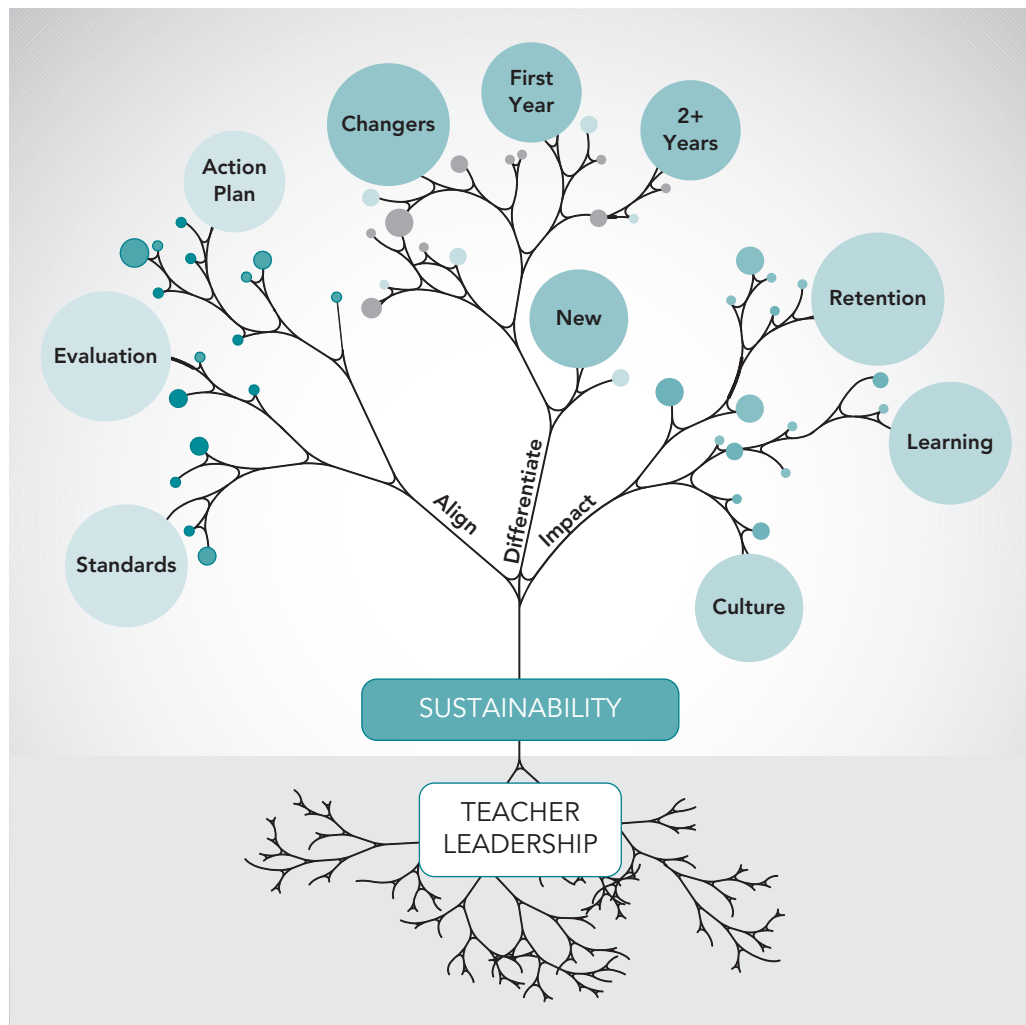 First
Year
Changers
2+
Years
Action
Plan
Retention
New
Evaluation
Learning
Differentiate
Align
Impact
Standards
Culture
SUSTAINABILITY
TEACHER
LEADERSHIP